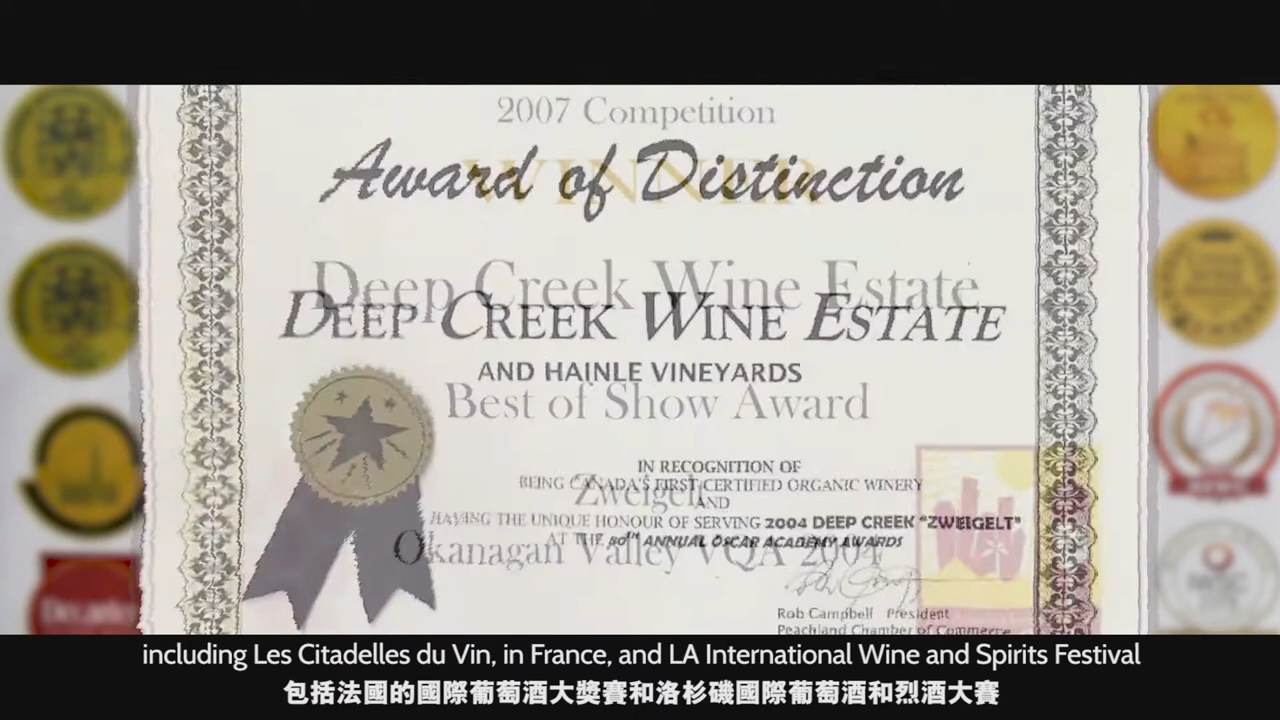 2007 Competition
WINNER
Award of Distinction
Deep Creek Wine Estate
DEEP CREEK WINE ESTATE
AND HAINLE VINEYARDS
Best of Show Award
IN RECOGNITION OF
BEING CANADA'S FIRST CERTIFIED ORGANIC WINERY
Zweigelt
AND
HAVING THE UNIQUE HONOUR OF SERVING 2004 DEEP CREEK "ZWEIGELT"
AT THE 80TH ANNUAL OSCAR ACADEMY AWARDS
Okanagan Valley VQA 2004
Rob Campbell President
Peachland Chamber of Commerce
including Les Citadelles du Vin, in France, and LA International Wine and Spirits Festival
包括法國的國際葡萄酒大獎賽和洛杉磯國際葡萄酒和烈酒大賽